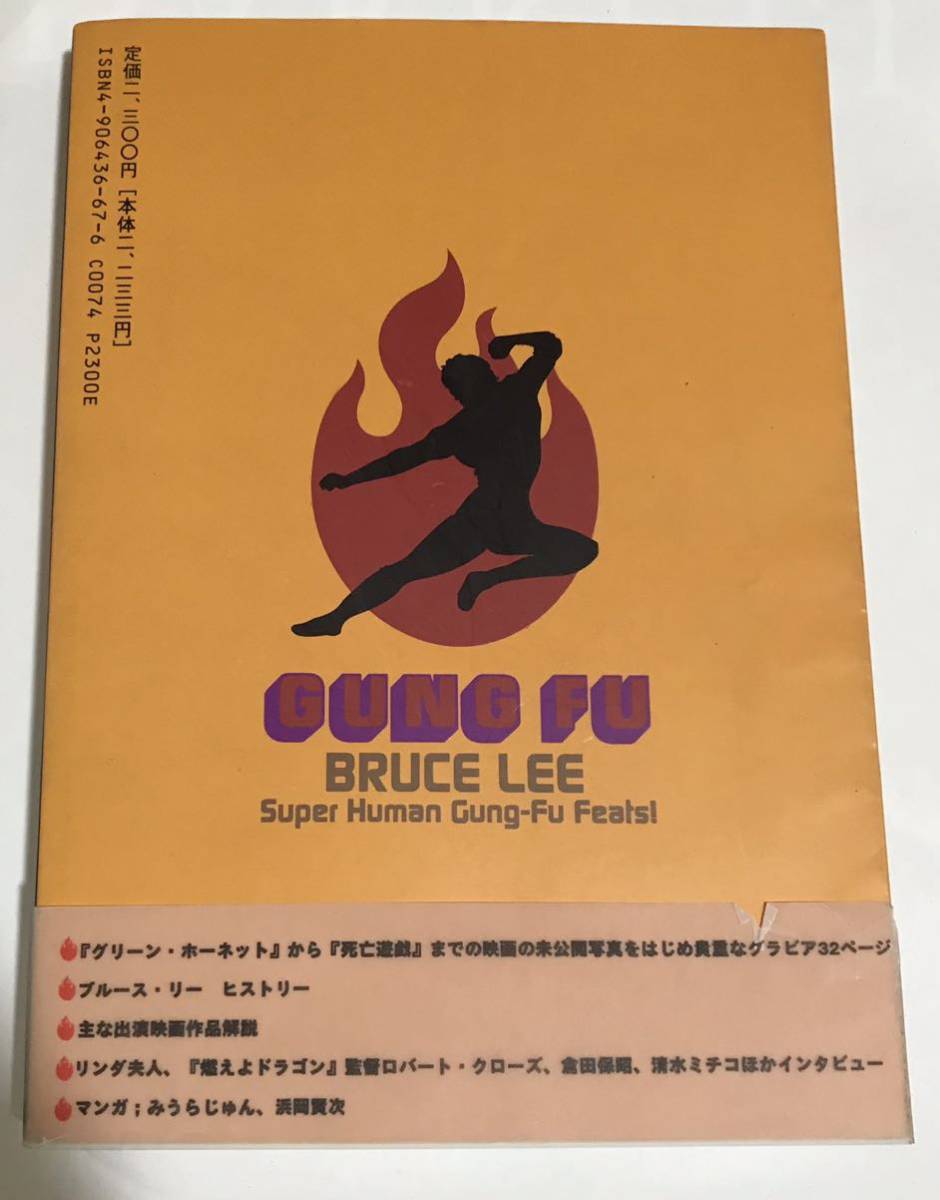 定価二、三〇〇円［本体二、二三三円］
ISBN4-906436-67-6 C0074 P2300E
GUNG FU
BRUCE LEE
Super Human Gung-Fu Feats!
『グリーン・ホーネット』から『死亡遊戯』までの映画の未公開写真をはじめ貴重なグラビア32ページ
ブルース・リー　ヒストリー
主な出演映画作品解説
リンダ夫人、『燃えよドラゴン』監督ロバート・クローズ、倉田保昭、清水ミチコほかインタビュー
マンガ；みうらじゅん、浜岡賢次